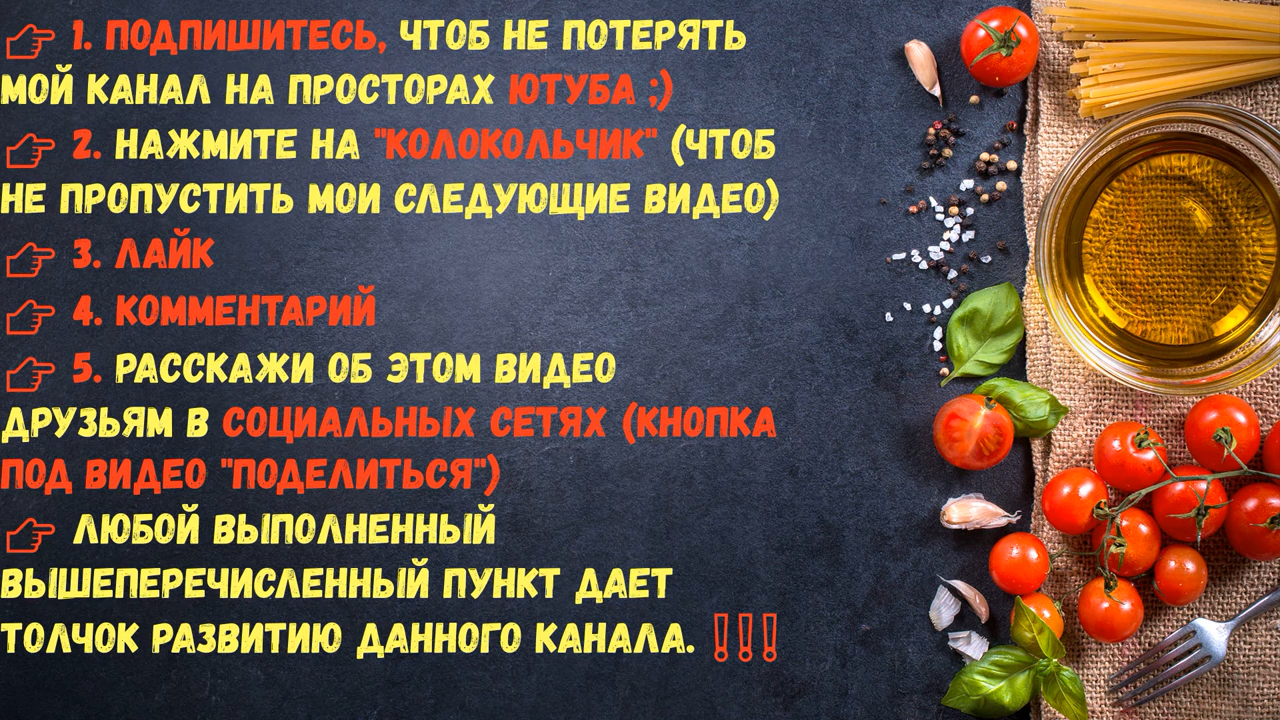 👉 1. ПОДПИШИТЕСЬ, ЧТОБ НЕ ПОТЕРЯТЬ
МОЙ КАНАЛ НА ПРОСТОРАХ ЮТУБА ;)
👉 2. НАЖМИТЕ НА "КОЛОКОЛЬЧИК" (ЧТОБ
НЕ ПРОПУСТИТЬ МОИ СЛЕДУЮЩИЕ ВИДЕО)
👉 3. ЛАЙК
👉 4. КОММЕНТАРИЙ
👉 5. РАССКАЖИ ОБ ЭТОМ ВИДЕО
ДРУЗЬЯМ В СОЦИАЛЬНЫХ СЕТЯХ (КНОПКА
ПОД ВИДЕО "ПОДЕЛИТЬСЯ")
👉 ЛЮБОЙ ВЫПОЛНЕННЫЙ
ВЫШЕПЕРЕЧИСЛЕННЫЙ ПУНКТ ДАЕТ
ТОЛЧОК РАЗВИТИЮ ДАННОГО КАНАЛА. !!!